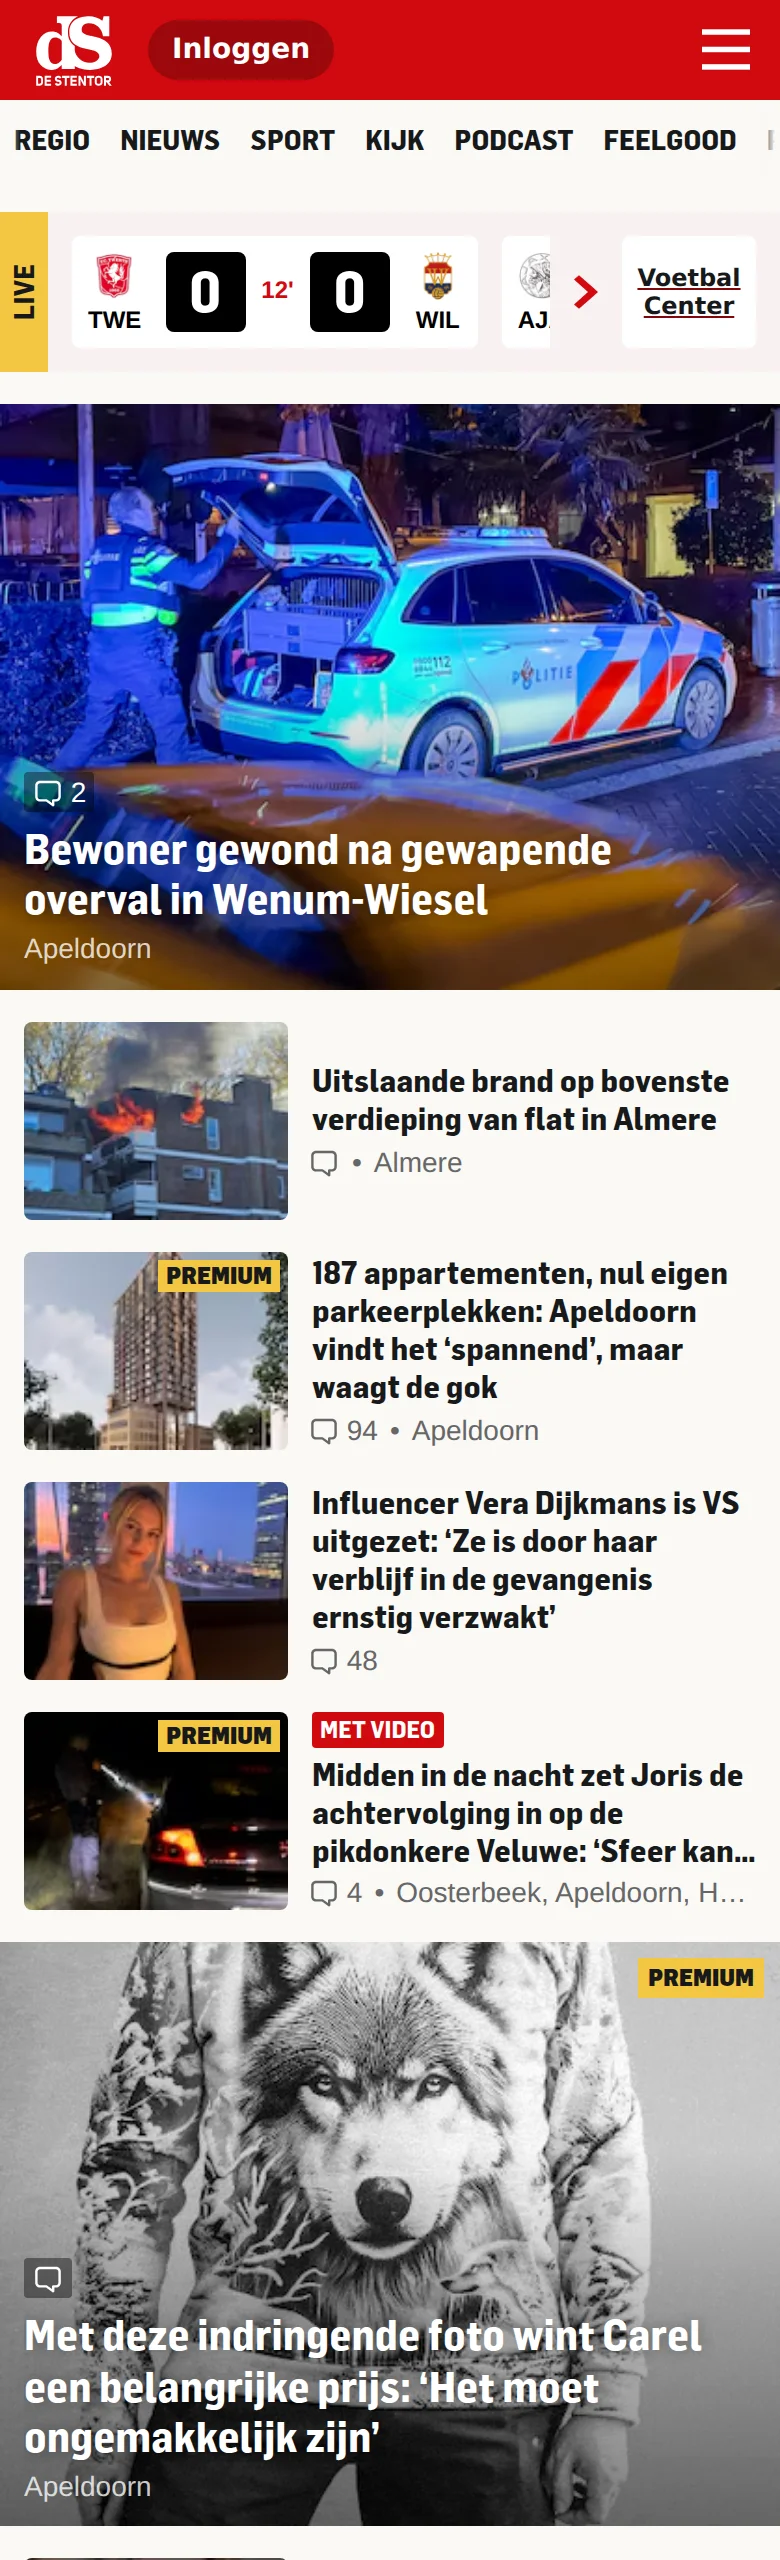 dS
DE STENTOR
Inloggen
REGIO NIEUWS SPORT KIJK PODCAST FEELGOOD
LIVE
0 12' 0
TWE WIL AJ
Voetbal
Center
112
POLITIE
2
Bewoner gewond na gewapende
overval in Wenum-Wiesel
Apeldoorn
Uitslaande brand op bovenste
verdieping van flat in Almere
• Almere
PREMIUM
187 appartementen, nul eigen
parkeerplekken: Apeldoorn
vindt het ‘spannend’, maar
waagt de gok
94 • Apeldoorn
Influencer Vera Dijkmans is VS
uitgezet: ‘Ze is door haar
verblijf in de gevangenis
ernstig verzwakt’
48
PREMIUM
MET VIDEO
Midden in de nacht zet Joris de
achtervolging in op de
pikdonkere Veluwe: ‘Sfeer kan...
4 • Oosterbeek, Apeldoorn, H...
PREMIUM
Met deze indringende foto wint Carel
een belangrijke prijs: ‘Het moet
ongemakkelijk zijn’
Apeldoorn